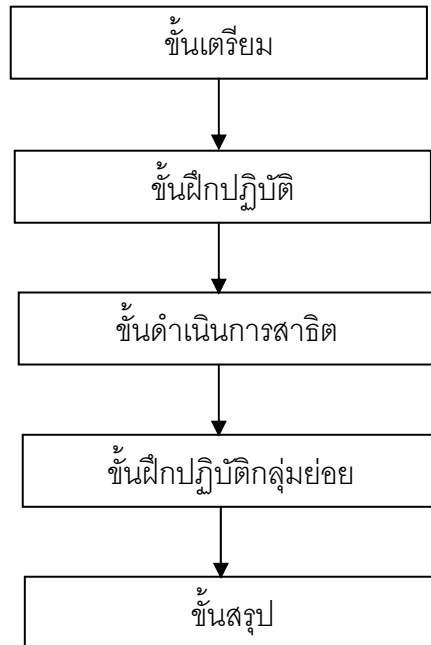 ขั้นเตรียม
ขั้นฝึกปฏิบัติ
ขั้นดำเนินการสาธิต
ขั้นฝึกปฏิบัติกลุ่มย่อย
ขั้นสรุป